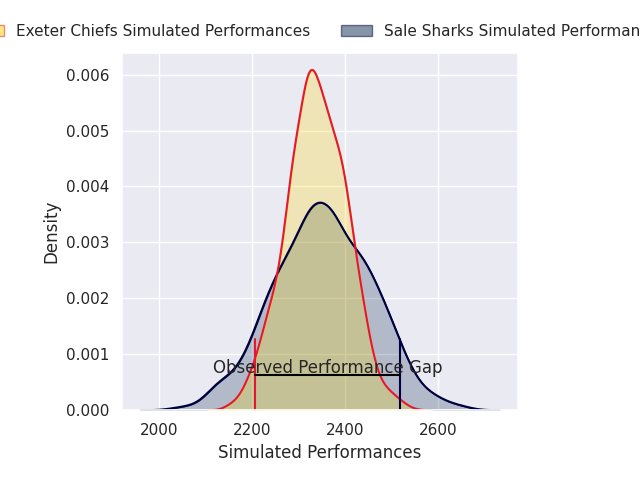 Exeter Chiefs Simulated Performances
Sale Sharks Simulated
0.006
0.005
0.004
0.003
0.002
0.001
0.000
Density
Observed Performance Gap
2000 2200 2400 2600
Simulated Performances